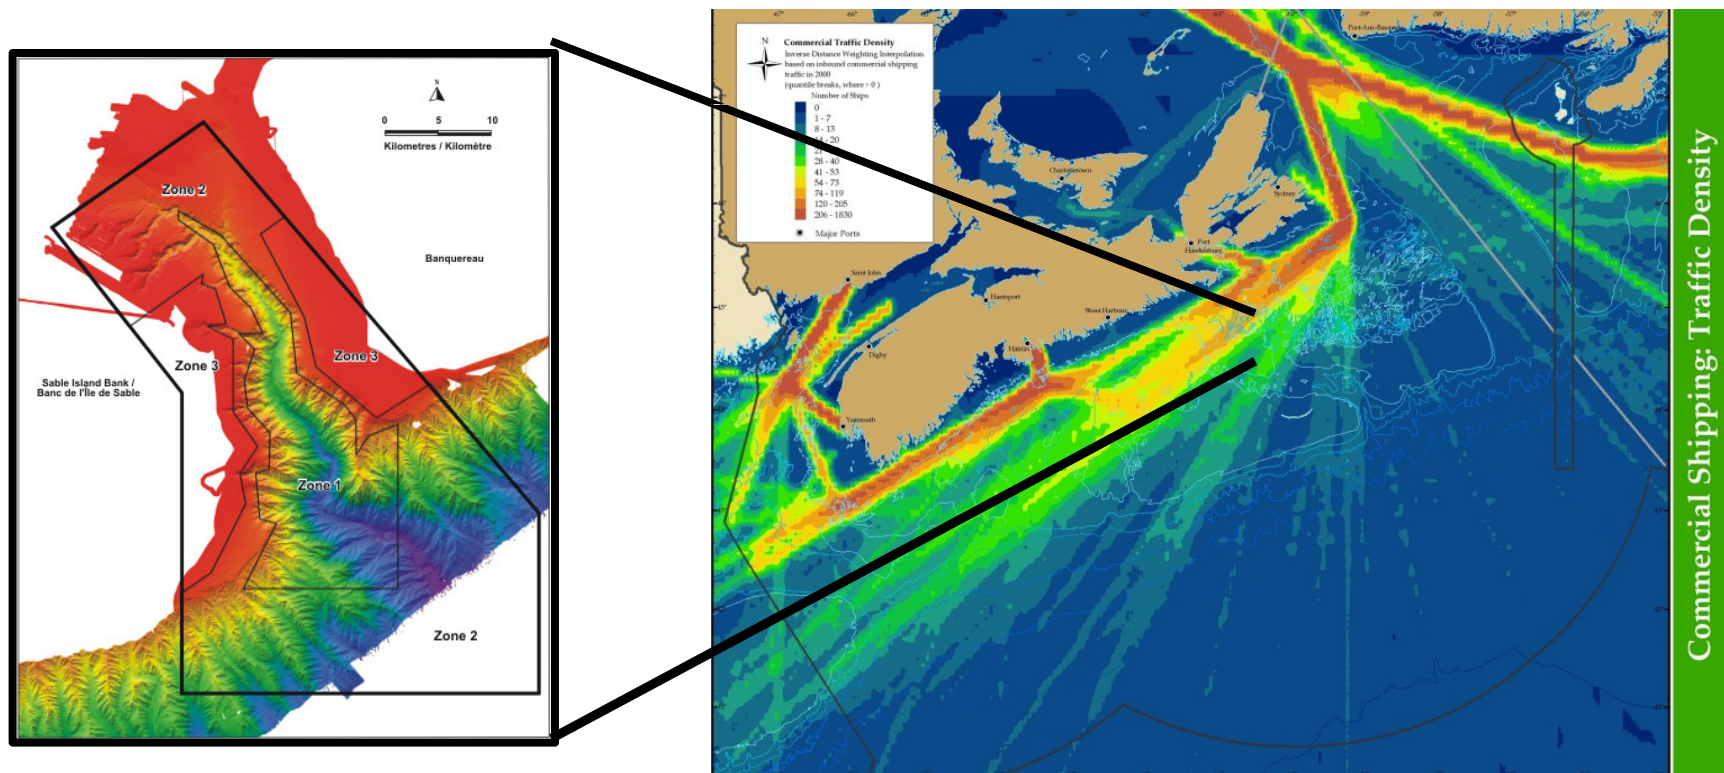 N
0 5 10
Kilometres / Kilomètre
Zone 2
Banquereau
Zone 3
Zone 3
Sable Island Bank /
Banc de l'Île de Sable
Zone 1
Zone 2
N
Commercial Traffic Density
Inverse Distance Weighting Interpolation
based on inbound commercial shipping
traffic in 2000
(quantile breaks, where > 0 )
Number of Ships
0
1 - 7
8 - 13
14 - 20
28 - 40
41 - 53
54 - 73
74 - 119
120 - 205
206 - 1830
Major Ports
Charlottetown
Sydney
Port
Hawkesbury
Saint John
Hantsport
Sheet Harbour
Halifax
Digby
Yarmouth
Commercial Shipping: Traffic Density